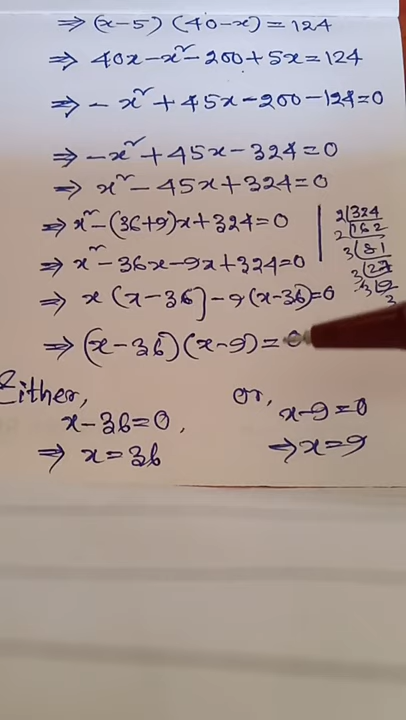 ⇒ (x-5) (40-x) = 124
⇒ 40x - x² - 200 + 5x = 124
⇒ - x² + 45x - 200 - 124 = 0
⇒ -x² + 45x - 324 = 0
⇒ x² - 45x + 324 = 0
⇒ x² - (36+9)x + 324 = 0
⇒ x² - 36x - 9x + 324 = 0
⇒ x (x-36) - 9 (x-36) = 0
⇒ (x-36) (x-9) = 0
2 | 324
2 | 162
3 | 81
3 | 27
3 | 9
3
Either,
x-36=0,
⇒ x = 36
or,
x-9=0
⇒ x=9